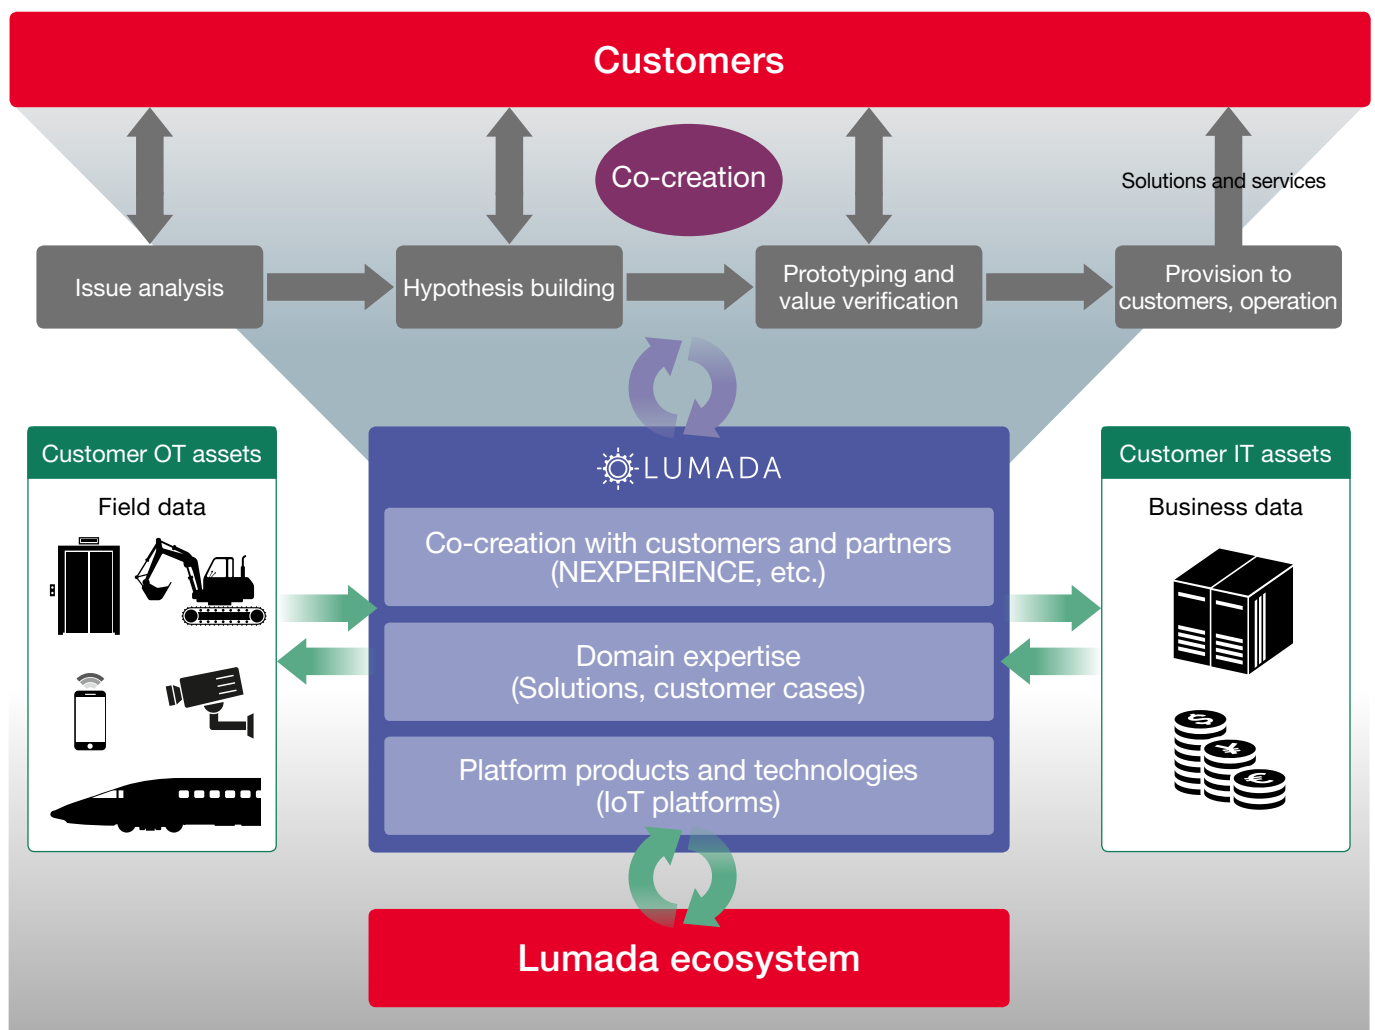 Customers
Co-creation
Solutions and services
Issue analysis
Hypothesis building
Prototyping and
value verification
Provision to
customers, operation
Customer OT assets
Field data
LUMADA
Co-creation with customers and partners
(NEXPERIENCE, etc.)
Domain expertise
(Solutions, customer cases)
Platform products and technologies
(IoT platforms)
Customer IT assets
Business data
$
¥
€
Lumada ecosystem